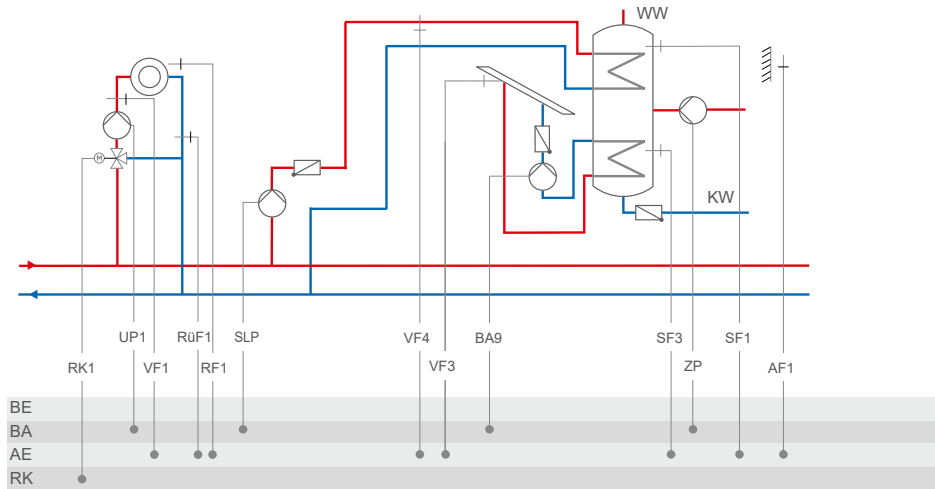 WW
M
KW
UP1 RüF1 SLP VF4 BA9 SF3 SF1
RK1 VF1 RF1 VF3 ZP AF1
BE
BA
AE
RK